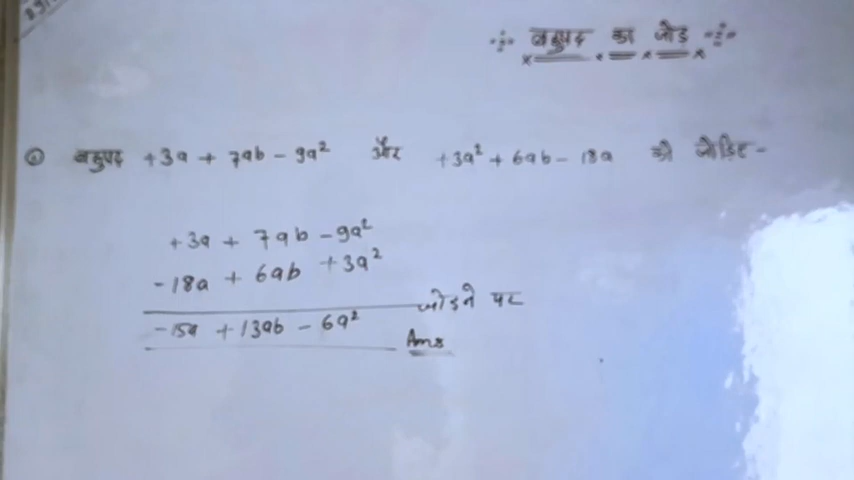 बहुपद का जोड़
① बहुपद +3a + 7ab - 9a² और +3a² + 6ab - 18a को जोड़िए -
+3a + 7ab - 9a²
-18a + 6ab +3a²
जोड़ने पर
-15a + 13ab - 6a²
Ans